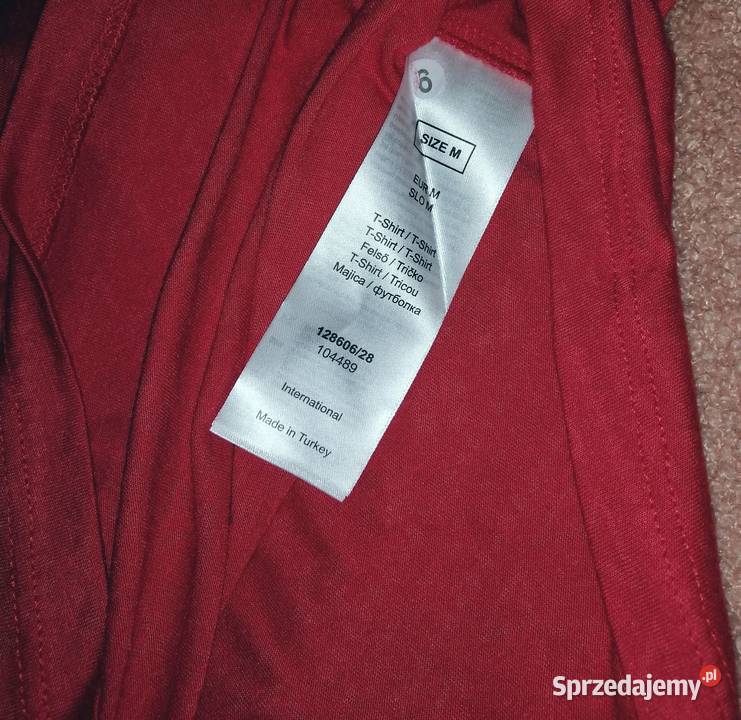 6
SIZE M
EUR M
SLO M
T-Shirt / T-Shirt
T-Shirt / T-Shirt
Felső / Tričko
T-Shirt / Tricou
Majica / футболка
128606/28
104489
International
Made in Turkey
Sprzedajemy.pl